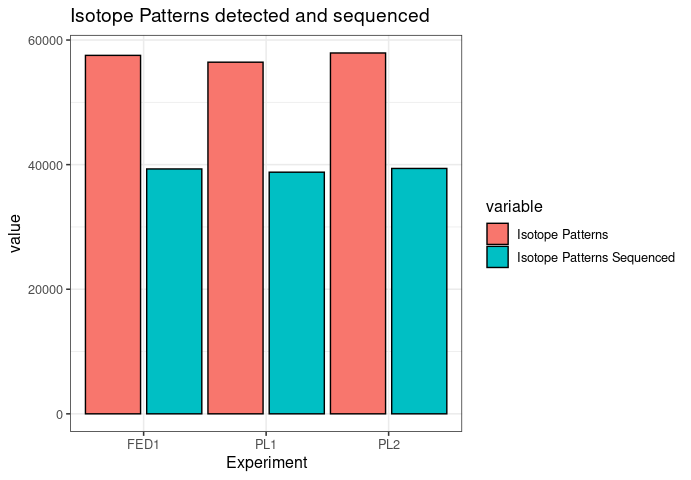 Isotope Patterns detected and sequenced
60000
40000
20000
0
value
FED1 PL1 PL2
Experiment
variable
Isotope Patterns
Isotope Patterns Sequenced